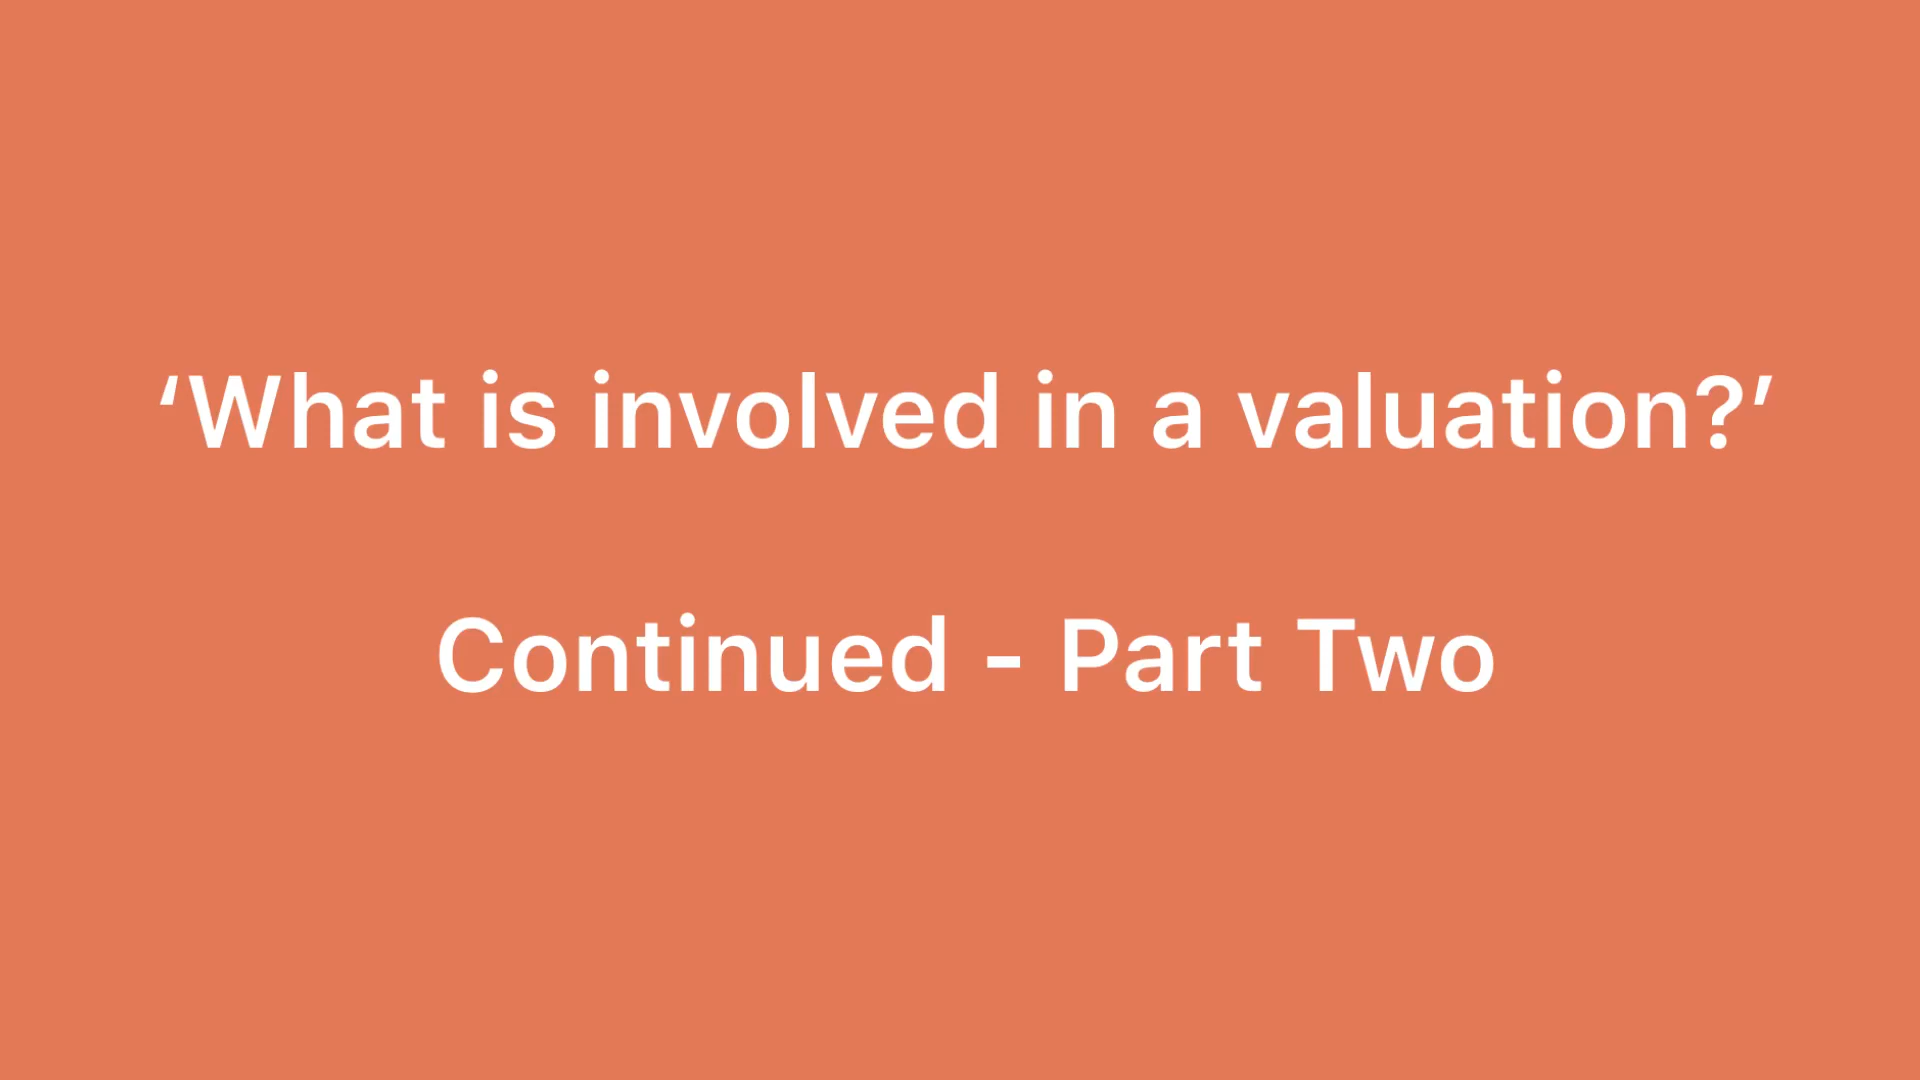 ‘What is involved in a valuation?’
Continued - Part Two